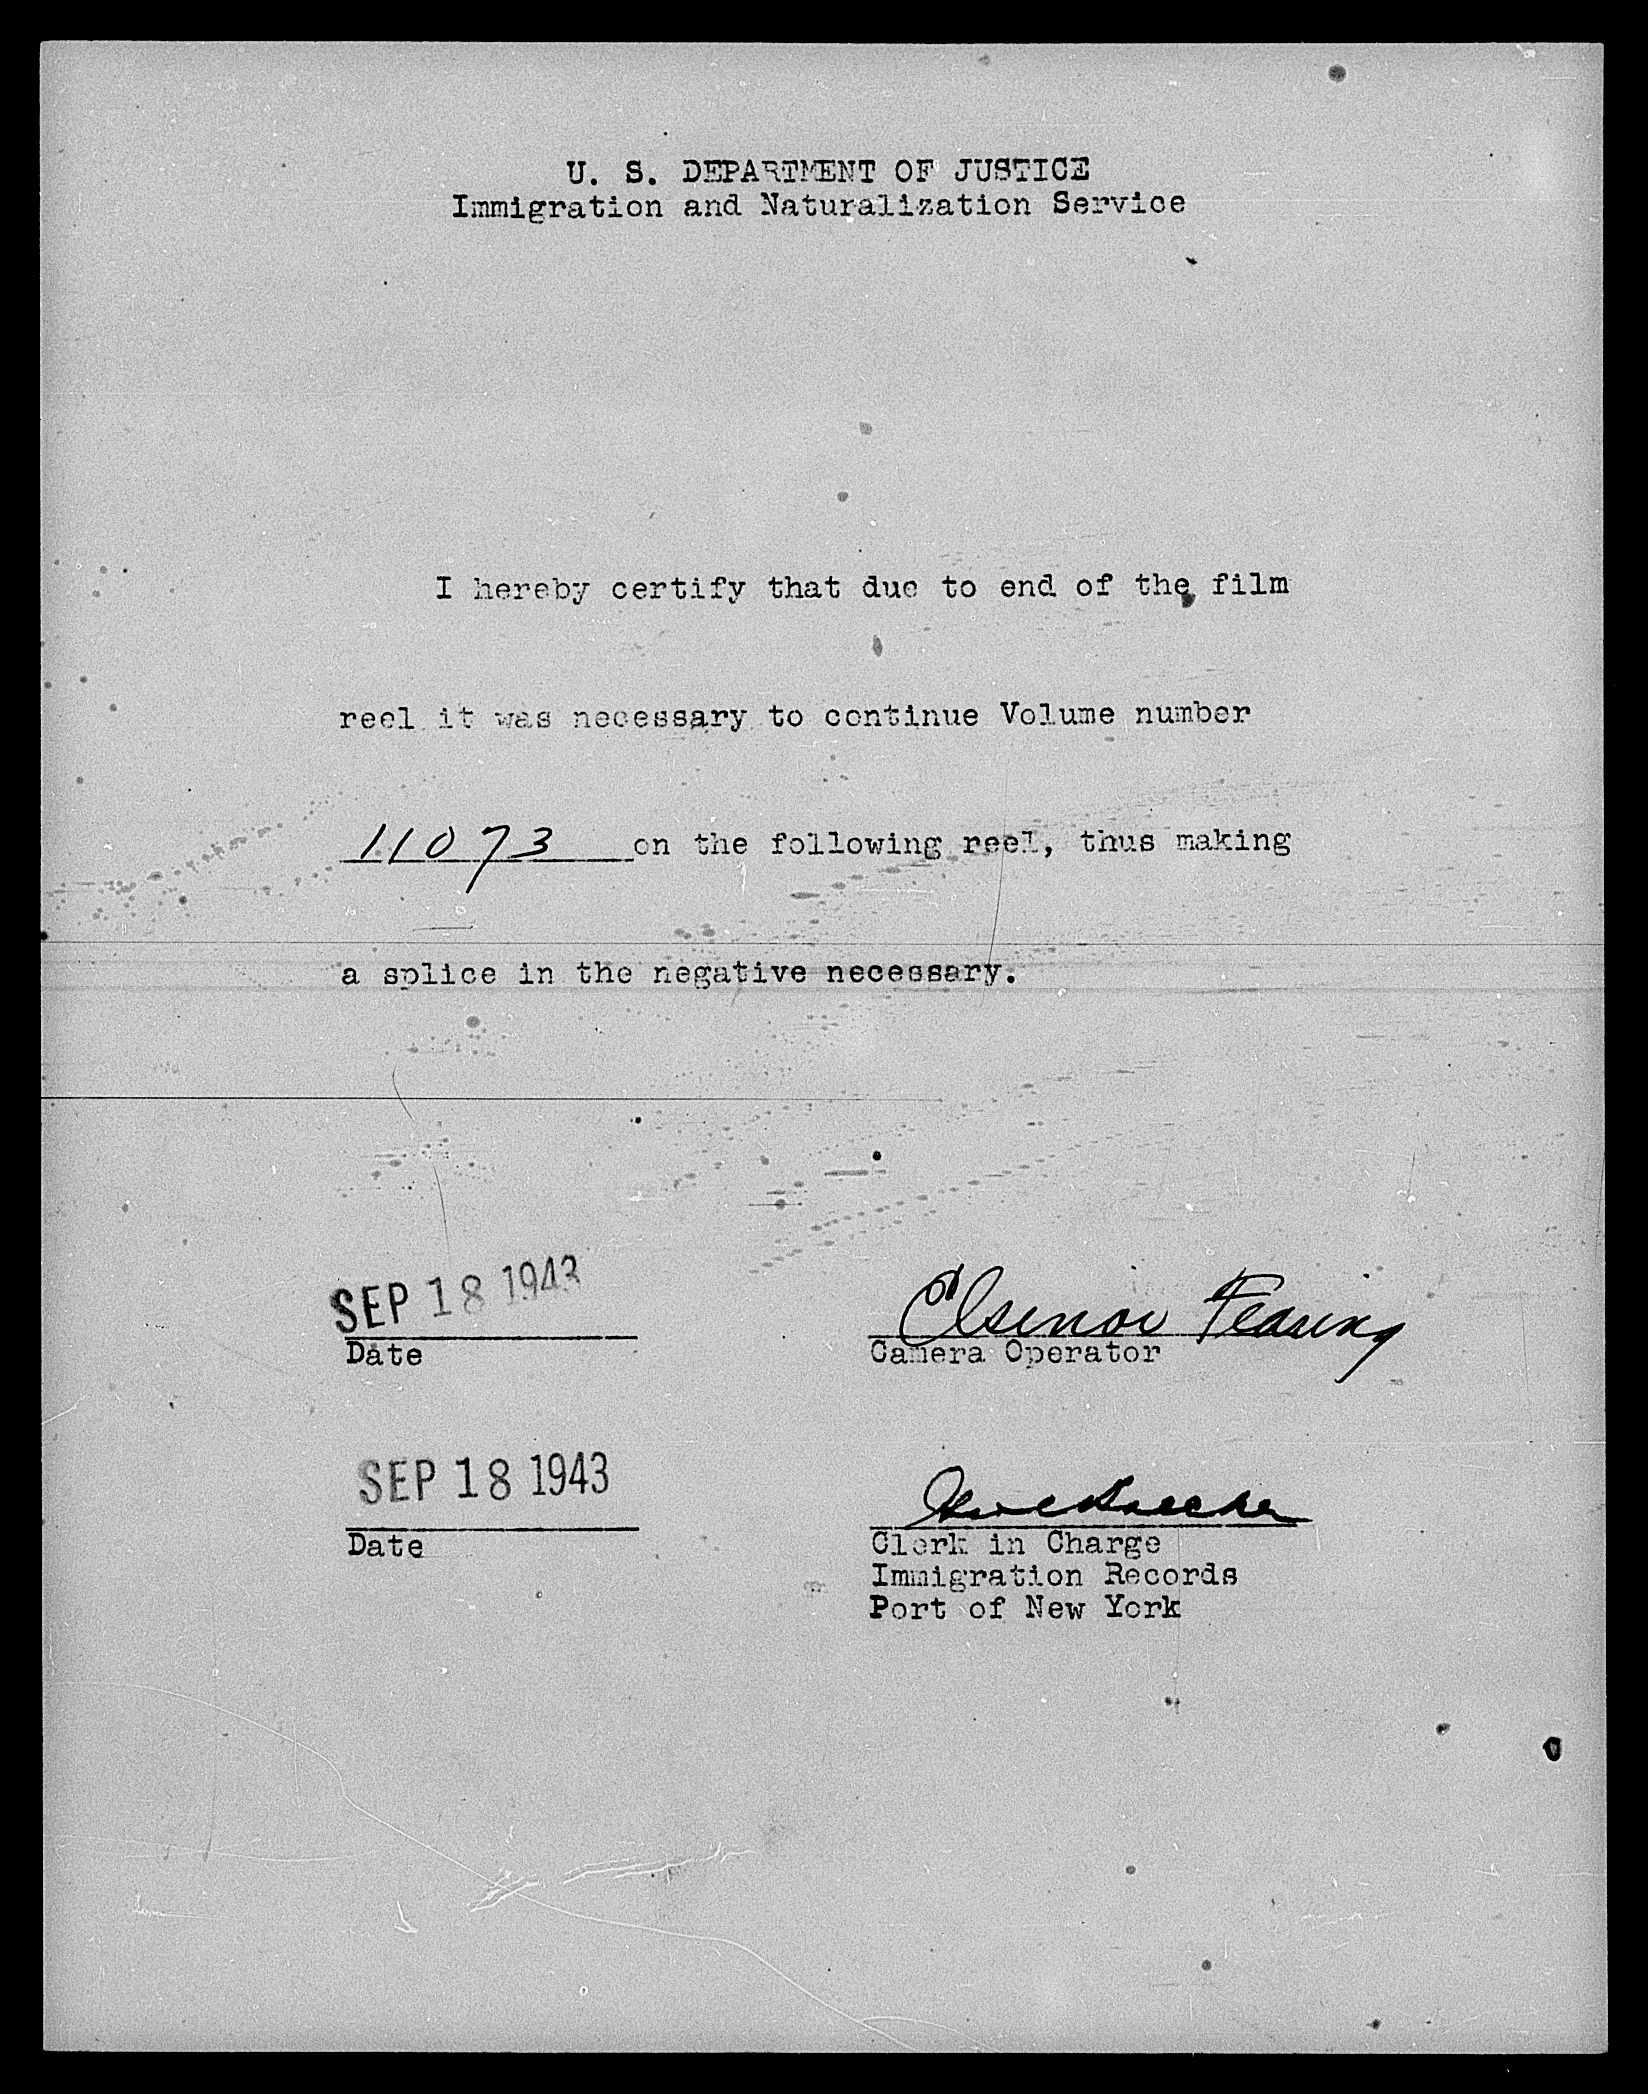 U. S. DEPARTMENT OF JUSTICE
Immigration and Naturalization Service
I hereby certify that due to end of the film
reel it was necessary to continue Volume number
11073 on the following reel, thus making
a splice in the negative necessary.
SEP 18 1943
Date
Fearing
Camera Operator
SEP 18 1943
Date
Clerk in Charge
Immigration Records
Port of New York